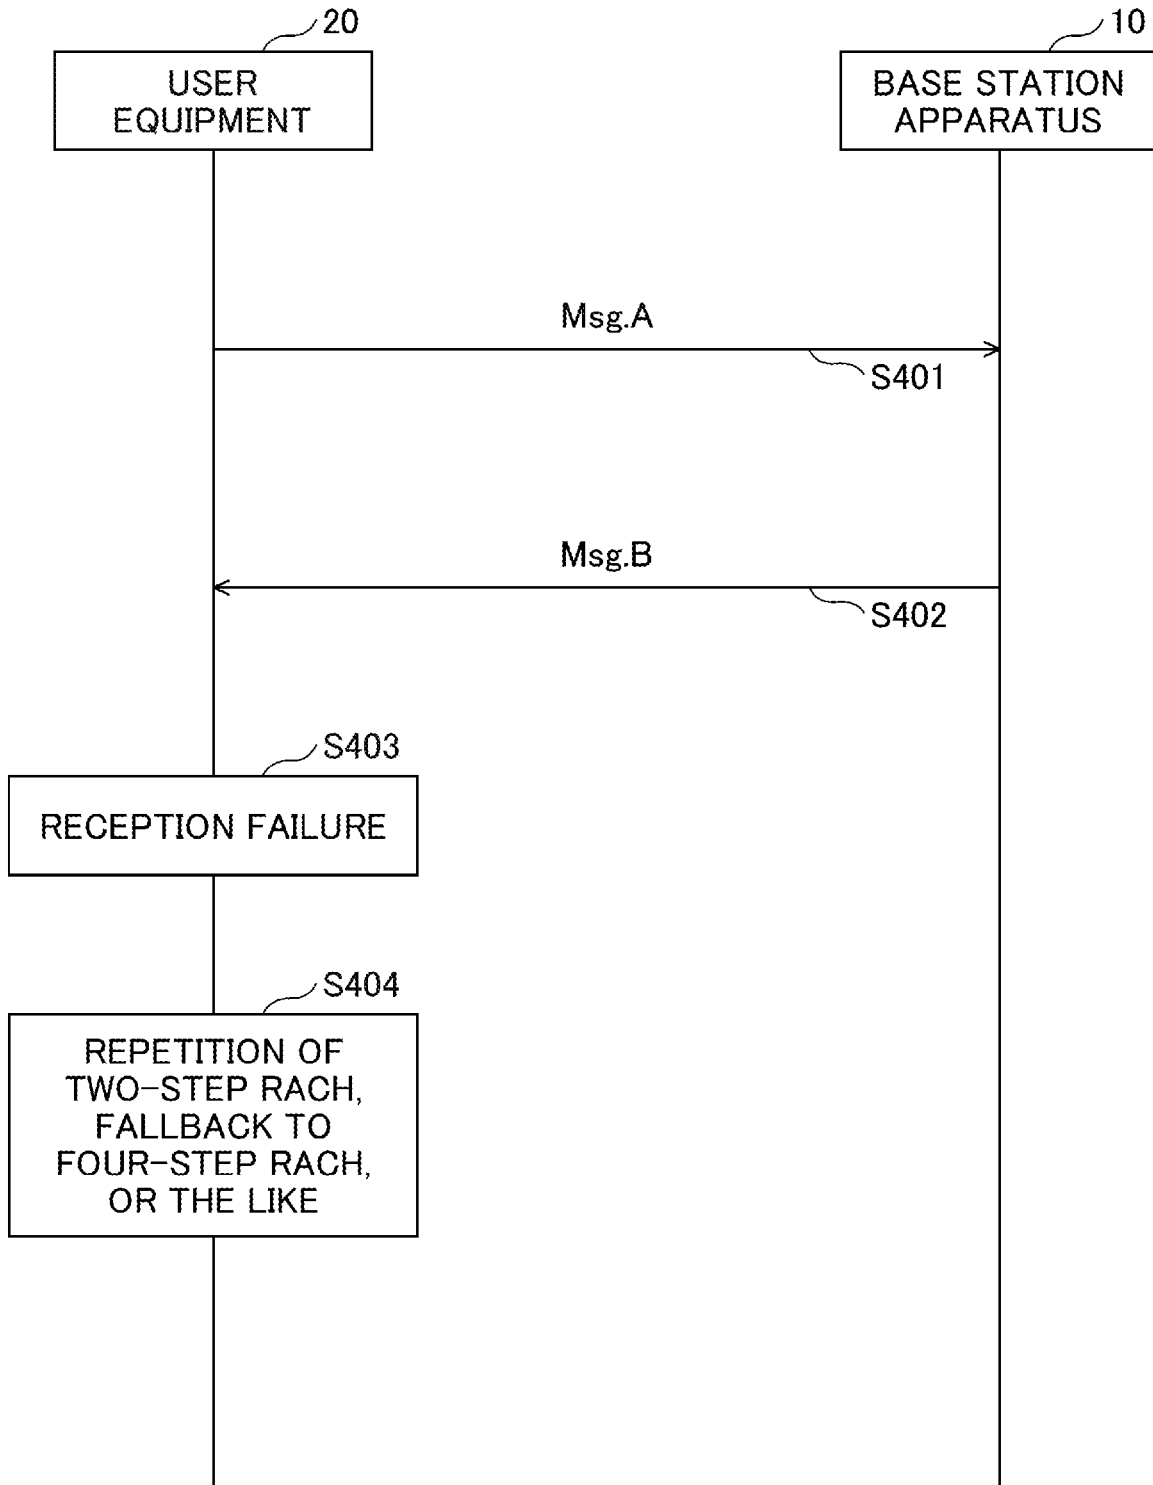 20
10
USER
EQUIPMENT
BASE STATION
APPARATUS
Msg.A
S401
Msg.B
S402
S403
RECEPTION FAILURE
S404
REPETITION OF
TWO-STEP RACH,
FALLBACK TO
FOUR-STEP RACH,
OR THE LIKE